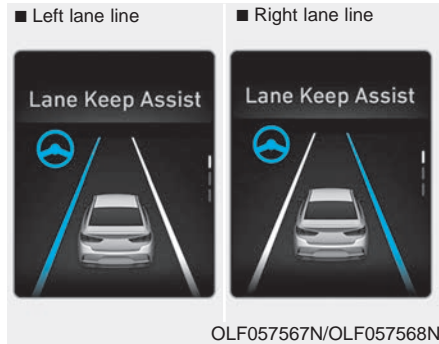 ■ Left lane line
■ Right lane line
Lane Keep Assist
Lane Keep Assist
OLF057567N/OLF057568N